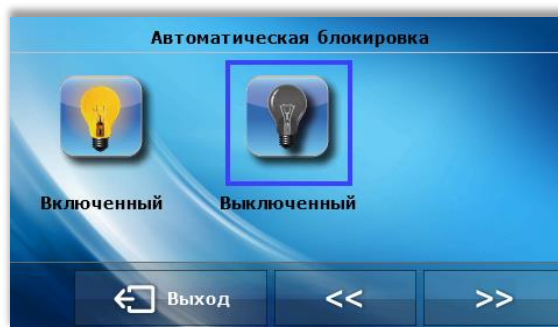 Автоматическая блокировка
Включенный Выключенный
Выход << >>